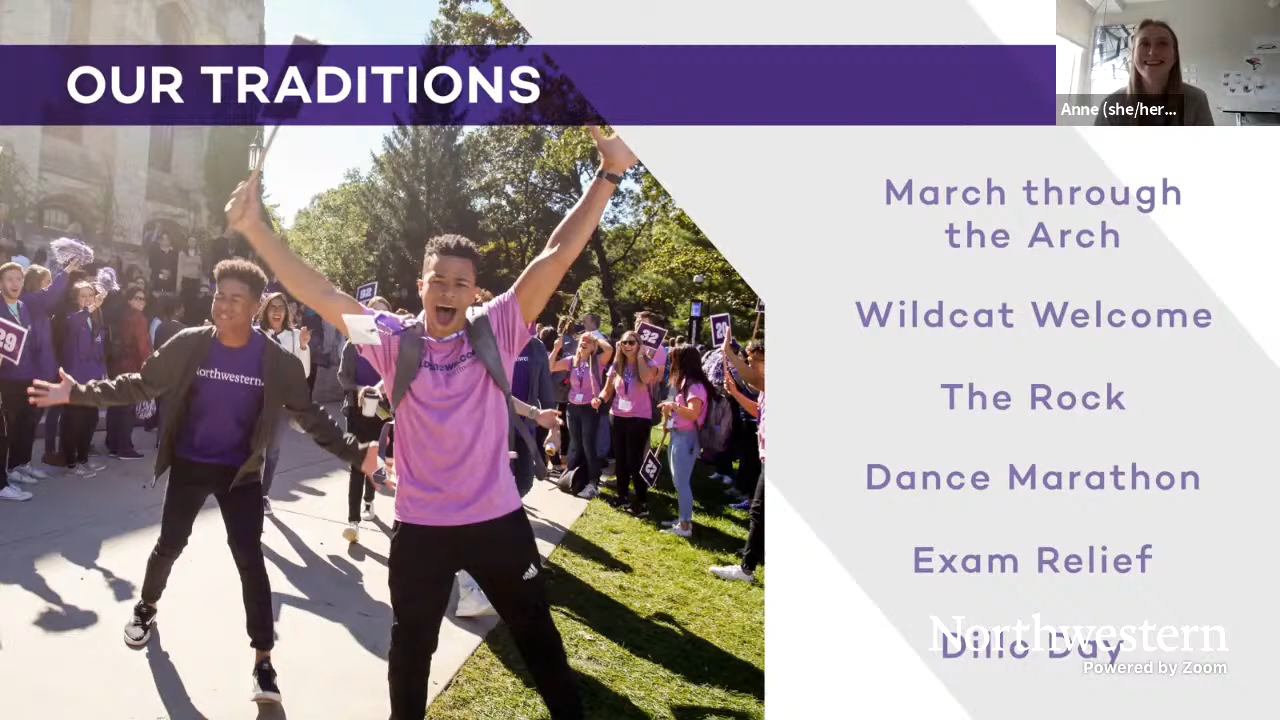 OUR TRADITIONS
Anne (she/her...
March through
the Arch
Wildcat Welcome
The Rock
Dance Marathon
Exam Relief
Dillo Day
Northwestern
Powered by Zoom
Northwestern
29
32
32
20